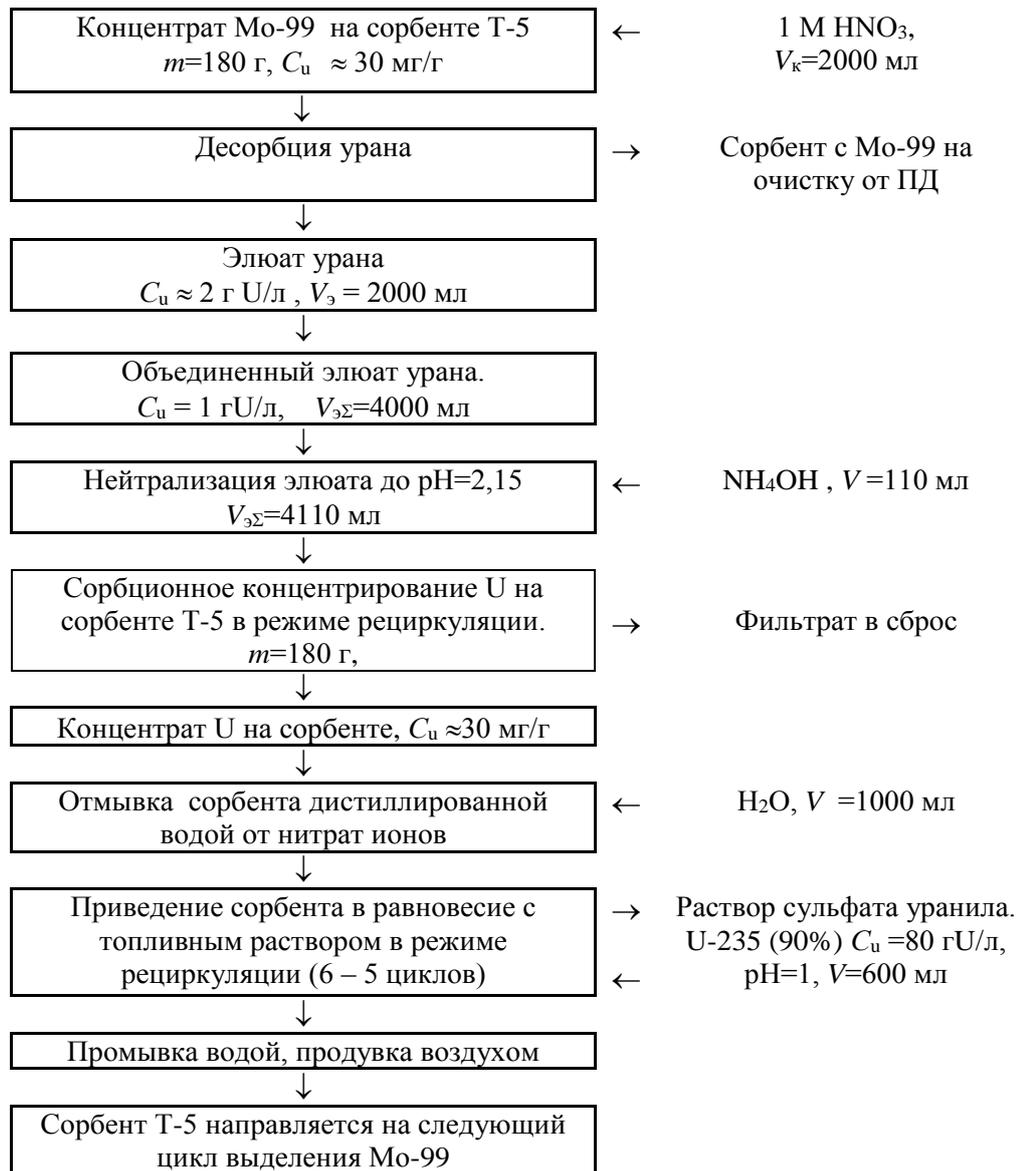 Концентрат Мо-99 на сорбенте Т-5
m=180 г, Cu ≈ 30 мг/г
← 1 М HNO3,
Vк=2000 мл
↓
Десорбция урана
→ Сорбент с Мо-99 на
очистку от ПД
↓
Элюат урана
Cu ≈ 2 г U/л , Vэ = 2000 мл
↓
Объединенный элюат урана.
Cu = 1 гU/л, VэΣ=4000 мл
↓
Нейтрализация элюата до pH=2,15
VэΣ=4110 мл
← NH4OH , V =110 мл
↓
Сорбционное концентрирование U на
сорбенте Т-5 в режиме рециркуляции.
m=180 г,
→ Фильтрат в сброс
↓
Концентрат U на сорбенте, Cu ≈30 мг/г
↓
Отмывка сорбента дистиллированной
водой от нитрат ионов
← H2O, V =1000 мл
↓
Приведение сорбента в равновесие с
топливным раствором в режиме
рециркуляции (6 – 5 циклов)
→ Раствор сульфата уранила.
U-235 (90%) Cu =80 гU/л,
← pH=1, V=600 мл
↓
Промывка водой, продувка воздухом
↓
Сорбент Т-5 направляется на следующий
цикл выделения Мо-99